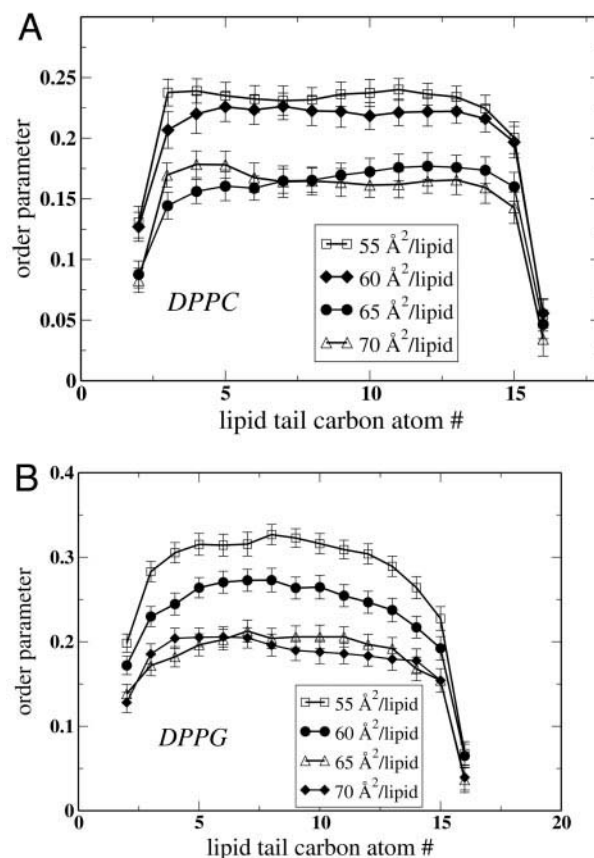 A
0.25
0.2
0.15
0.1
0.05
0
order parameter
DPPC
55 Å²/lipid
60 Å²/lipid
65 Å²/lipid
70 Å²/lipid
0 5 10 15
lipid tail carbon atom #
B
0.4
0.3
0.2
0.1
0
order parameter
DPPG
55 Å²/lipid
60 Å²/lipid
65 Å²/lipid
70 Å²/lipid
0 5 10 15 20
lipid tail carbon atom #